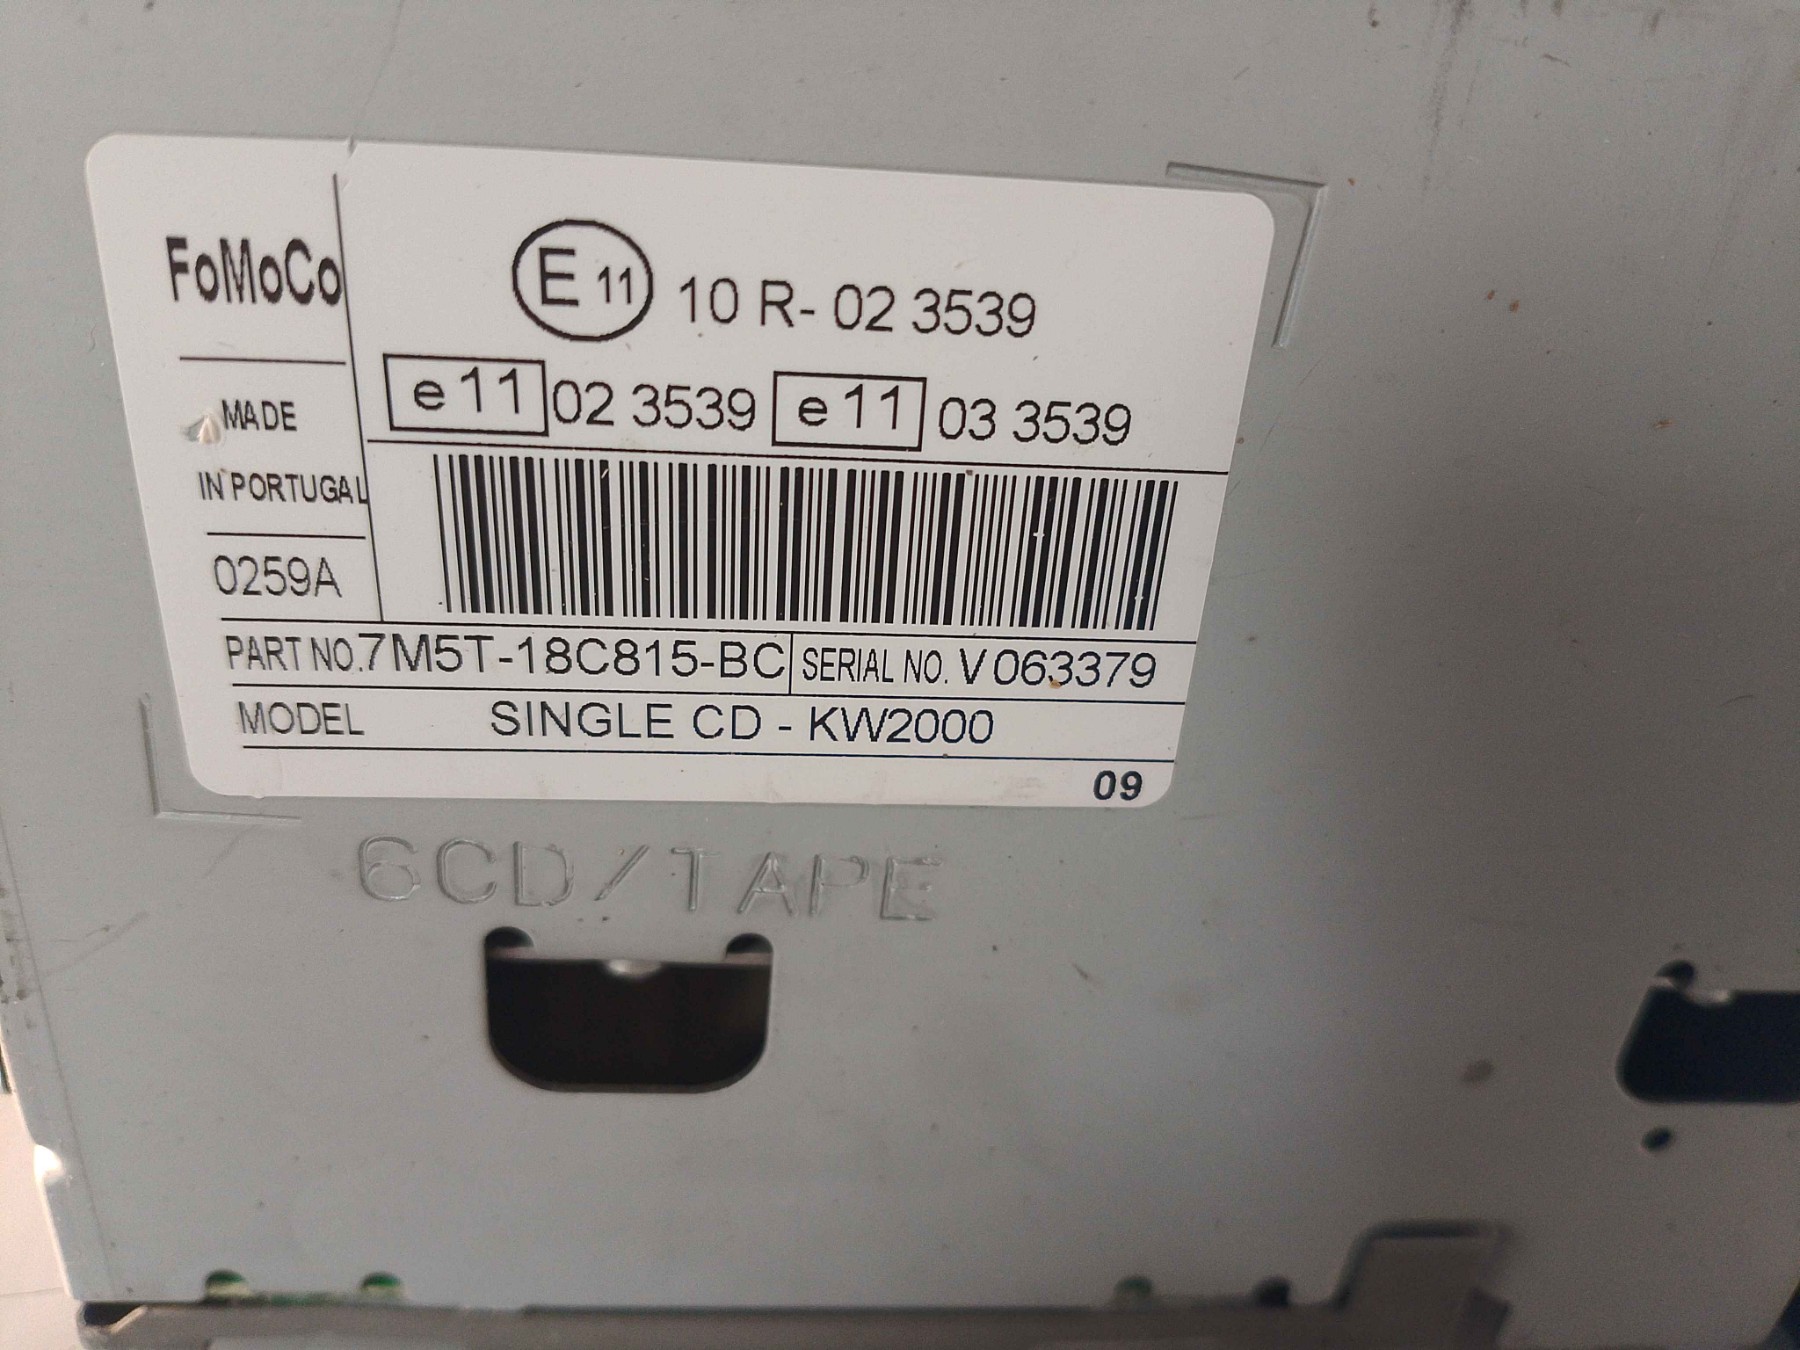 FoMoCo
E 11 10 R- 02 3539
e 11 02 3539 e 11 03 3539
MADE
IN PORTUGAL
0259A
PART NO. 7M5T-18C815-BC SERIAL NO. V 063379
MODEL SINGLE CD - KW2000
09
6CD/TAPE